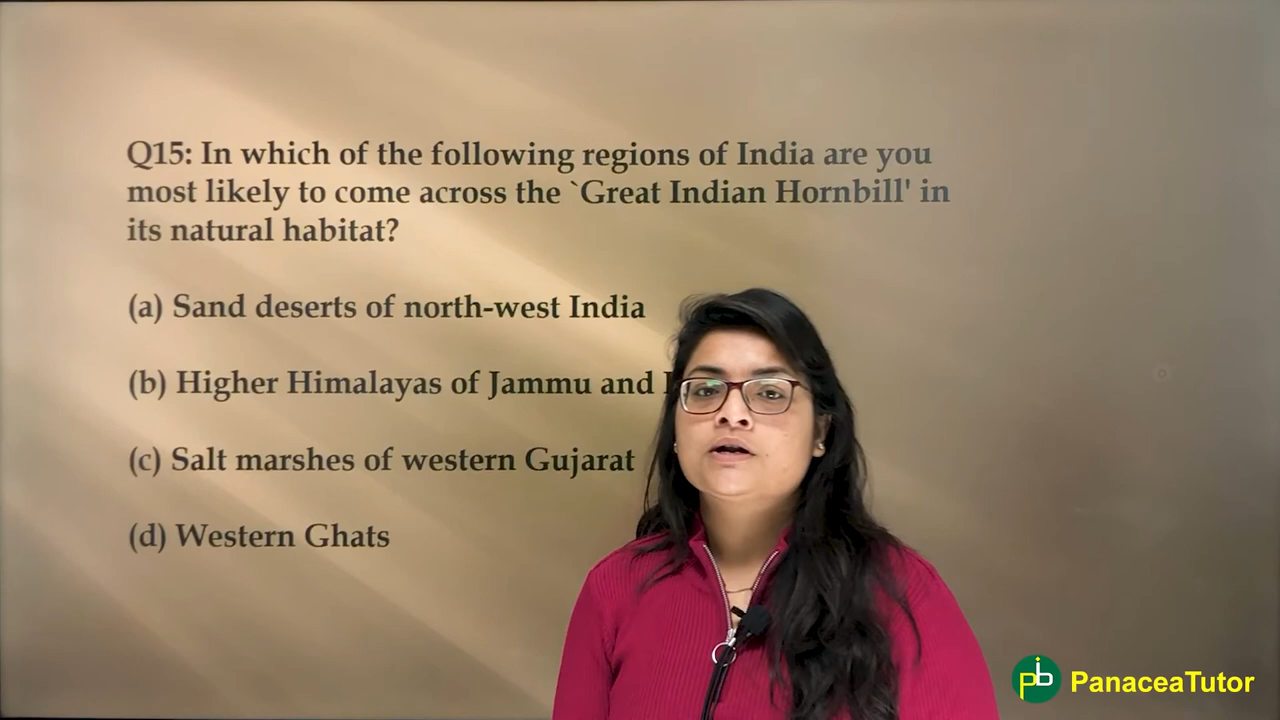 Q15: In which of the following regions of India are you
most likely to come across the `Great Indian Hornbill' in
its natural habitat?
(a) Sand deserts of north-west India
(b) Higher Himalayas of Jammu and
(c) Salt marshes of western Gujarat
(d) Western Ghats
pb PanaceaTutor